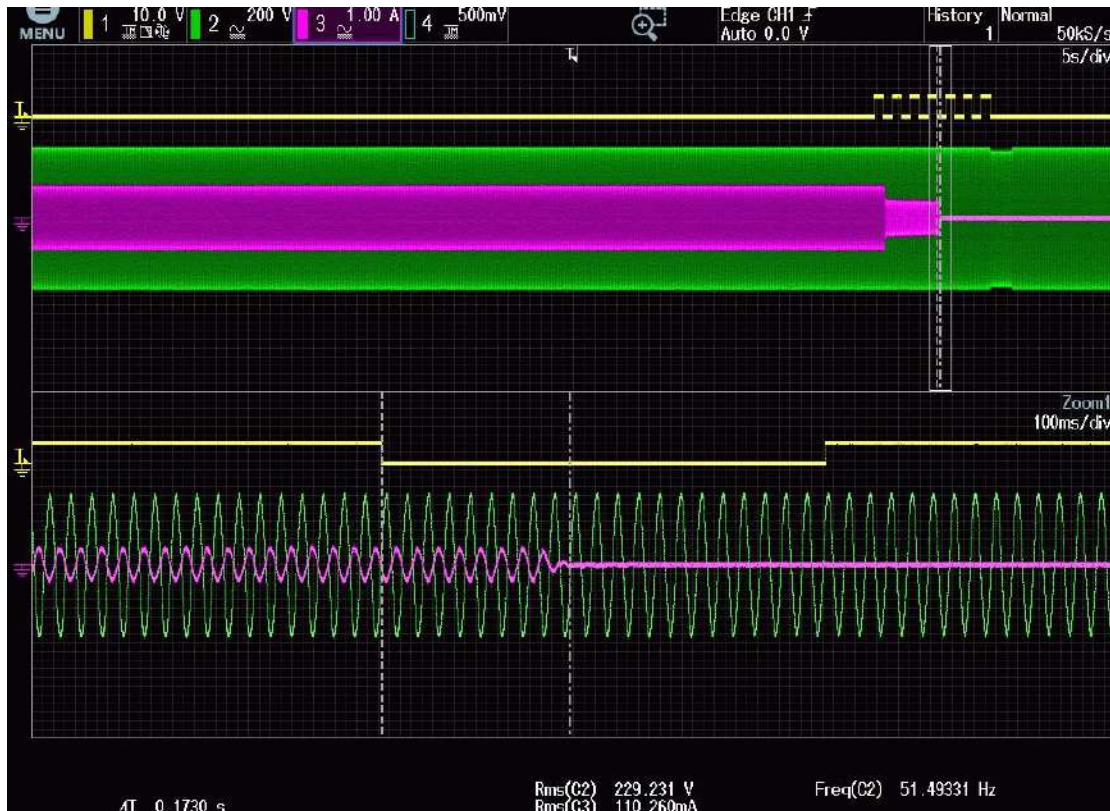 MENU
1 10.0 V
2 200 V
3 1.00 A
4 500mV
Edge CH1
Auto 0.0 V
History
1
Normal
50kS/s
5s/div
Zoom1
100ms/div
Rms(C2) 229.231 V
Freq(C2) 51.49331 Hz
ΔT 0.1730 s
Rms(C3) 110.260mA